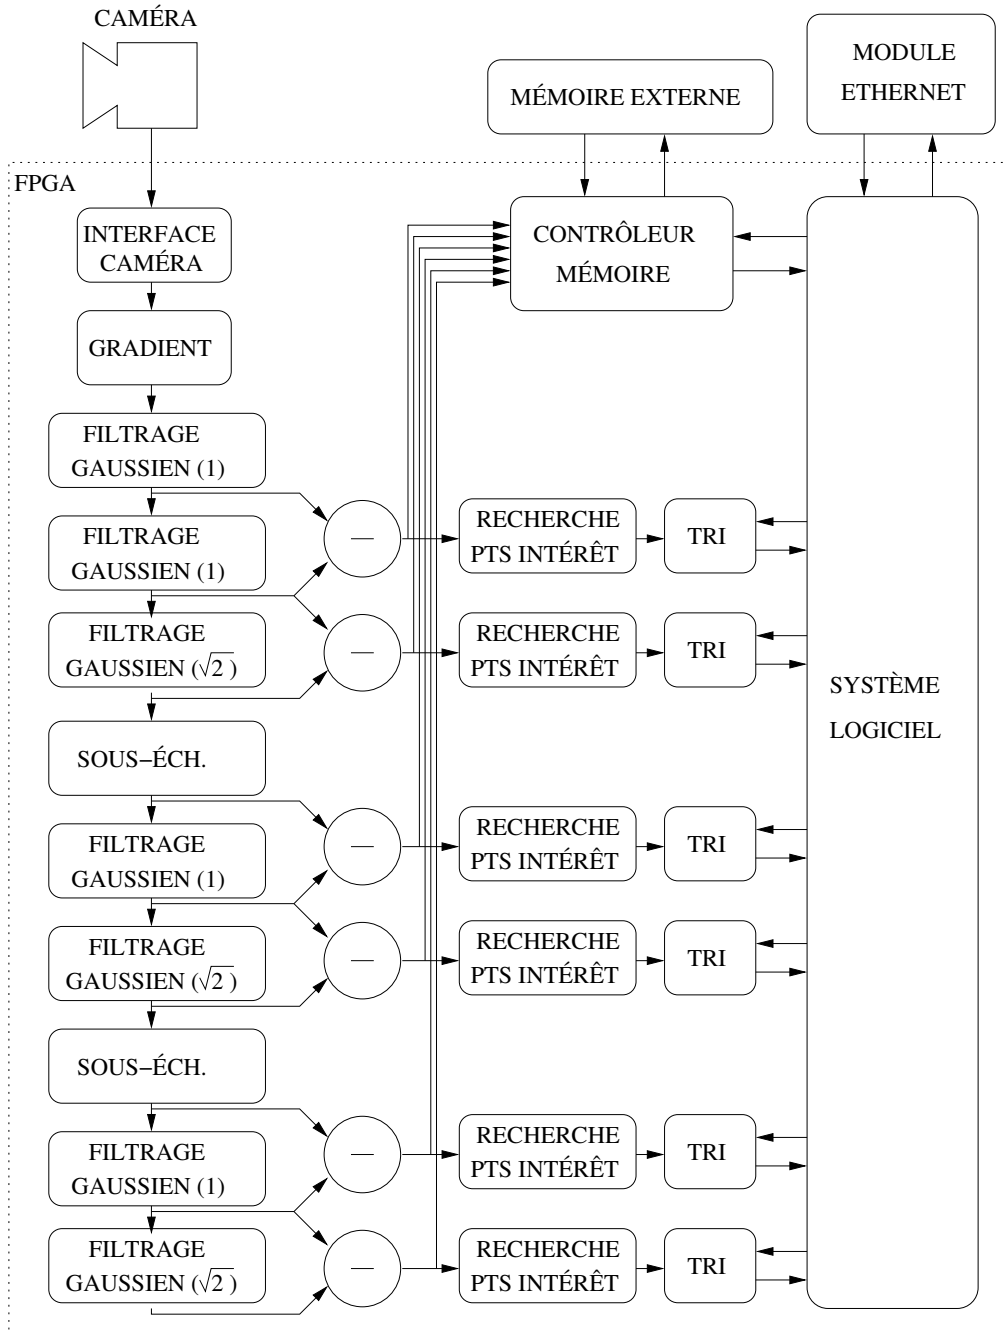 CAMÉRA
MODULE
ETHERNET
MÉMOIRE EXTERNE
FPGA
INTERFACE
CAMÉRA
CONTRÔLEUR
MÉMOIRE
GRADIENT
FILTRAGE
GAUSSIEN (1)
FILTRAGE
GAUSSIEN (1)
—
RECHERCHE
PTS INTÉRÊT
TRI
FILTRAGE
GAUSSIEN (√2)
—
RECHERCHE
PTS INTÉRÊT
TRI
SYSTÈME
LOGICIEL
SOUS−ÉCH.
FILTRAGE
GAUSSIEN (1)
—
RECHERCHE
PTS INTÉRÊT
TRI
FILTRAGE
GAUSSIEN (√2)
—
RECHERCHE
PTS INTÉRÊT
TRI
SOUS−ÉCH.
FILTRAGE
GAUSSIEN (1)
—
RECHERCHE
PTS INTÉRÊT
TRI
FILTRAGE
GAUSSIEN (√2)
—
RECHERCHE
PTS INTÉRÊT
TRI